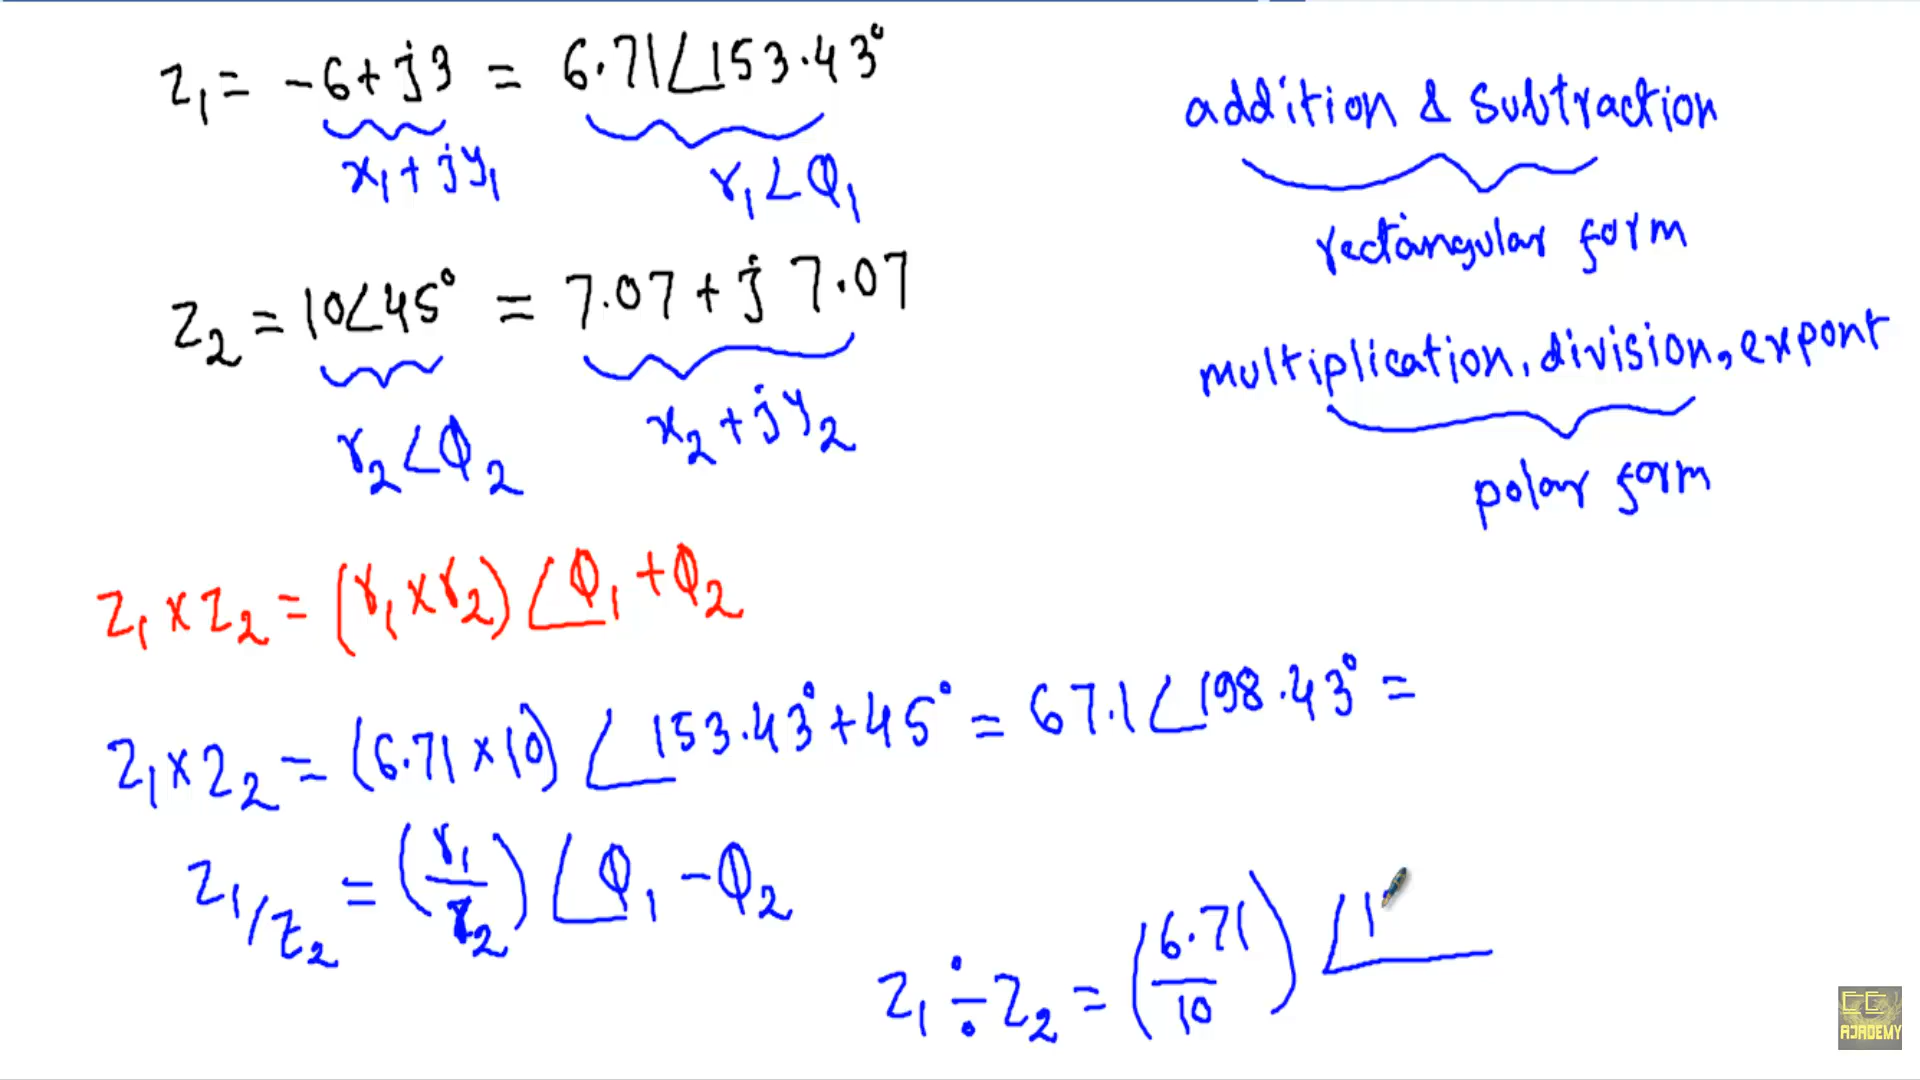 z₁ = -6+j3 = 6.71∠153.43°
x₁+jy₁
r₁∠Φ₁
z₂ = 10∠45° = 7.07+j 7.07
r₂∠Φ₂
x₂+jy₂
addition & subtraction
rectangular form
multiplication, division, expont
polar form
z₁×z₂ = (r₁×r₂) ∠Φ₁+Φ₂
z₁×z₂ = (6.71×10) ∠153.43°+45° = 67.1∠198.43° =
z₁/z₂ = (r₁/r₂) ∠Φ₁-Φ₂
z₁÷z₂ = (6.71/10) ∠1
EE
ACADEMY